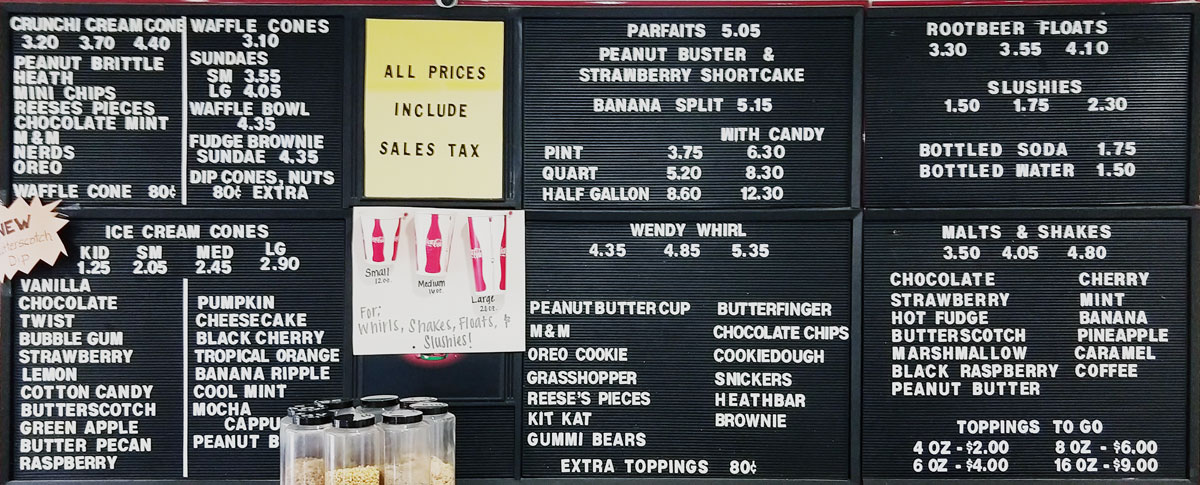 CRUNCHI CREAM CONE
3.20 3.70 4.40
PEANUT BRITTLE
HEATH
MINI CHIPS
REESES PIECES
CHOCOLATE MINT
M&M
NERDS
OREO
WAFFLE CONE 80¢
WAFFLE CONES
3.10
SUNDAES
SM 3.55
LG 4.05
WAFFLE BOWL
4.35
FUDGE BROWNIE
SUNDAE 4.35
DIP CONES, NUTS
80¢ EXTRA
ALL PRICES
INCLUDE
SALES TAX
PARFAITS 5.05
PEANUT BUSTER &
STRAWBERRY SHORTCAKE
BANANA SPLIT 5.15
WITH CANDY
PINT 3.75 6.30
QUART 5.20 8.30
HALF GALLON 8.60 12.30
ROOTBEER FLOATS
3.30 3.55 4.10
SLUSHIES
1.50 1.75 2.30
BOTTLED SODA 1.75
BOTTLED WATER 1.50
NEW
DIP
ICE CREAM CONES
KID SM MED LG
1.25 2.05 2.45 2.90
VANILLA
CHOCOLATE
TWIST
BUBBLE GUM
STRAWBERRY
LEMON
COTTON CANDY
BUTTERSCOTCH
GREEN APPLE
BUTTER PECAN
RASPBERRY
PUMPKIN
CHEESECAKE
BLACK CHERRY
TROPICAL ORANGE
BANANA RIPPLE
COOL MINT
MOCHA
CAPPU
PEANUT B
Coca-Cola
Small
12 oz.
Medium
16 oz.
Large
For:
Whirls, Shakes, Floats, &
Slushies!
WENDY WHIRL
4.35 4.85 5.35
PEANUT BUTTER CUP
M&M
OREO COOKIE
GRASSHOPPER
REESE'S PIECES
KIT KAT
GUMMI BEARS
BUTTERFINGER
CHOCOLATE CHIPS
COOKIEDOUGH
SNICKERS
HEATHBAR
BROWNIE
EXTRA TOPPINGS 80¢
MALTS & SHAKES
3.50 4.05 4.80
CHOCOLATE
STRAWBERRY
HOT FUDGE
BUTTERSCOTCH
MARSHMALLOW
BLACK RASPBERRY
PEANUT BUTTER
CHERRY
MINT
BANANA
PINEAPPLE
CARAMEL
COFFEE
TOPPINGS TO GO
4 OZ - $2.00 8 OZ - $6.00
6 OZ - $4.00 16 OZ - $9.00